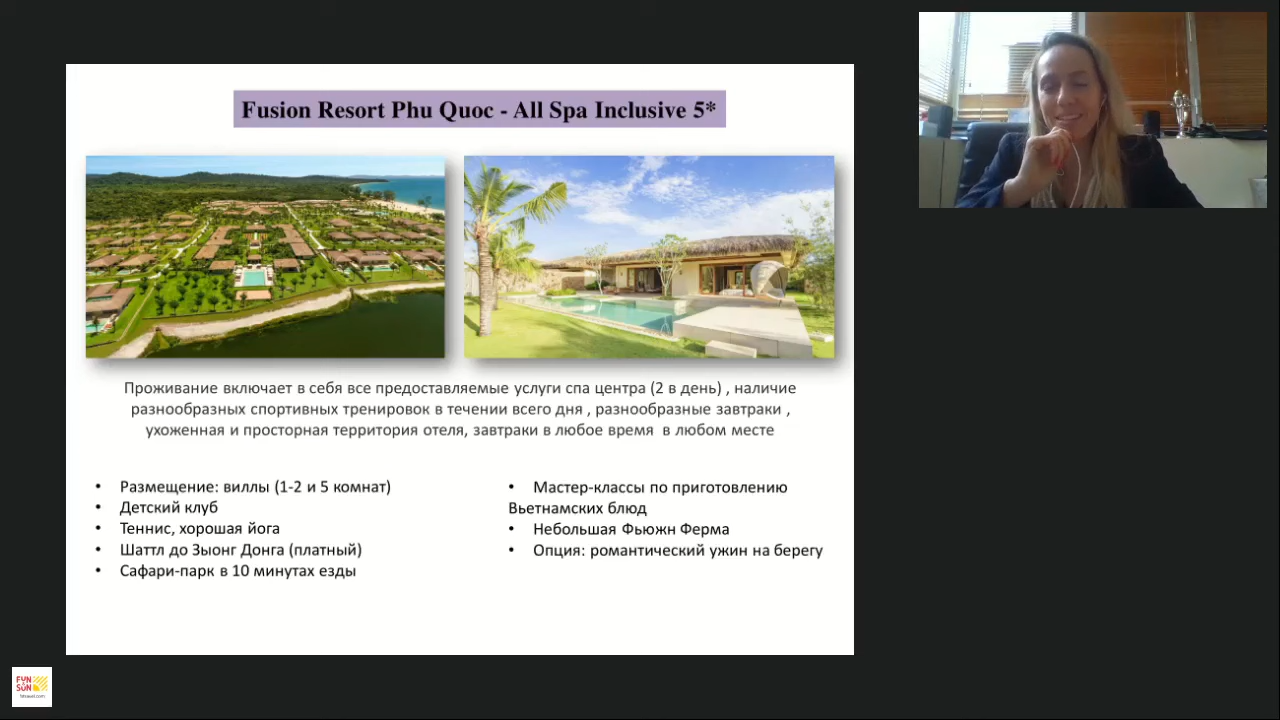 Fusion Resort Phu Quoc - All Spa Inclusive 5*
Проживание включает в себя все предоставляемые услуги спа центра (2 в день) , наличие
разнообразных спортивных тренировок в течении всего дня , разнообразные завтраки ,
ухоженная и просторная территория отеля, завтраки в любое время  в любом месте
• Размещение: виллы (1-2 и 5 комнат)
• Детский клуб
• Теннис, хорошая йога
• Шаттл до Зыонг Донга (платный)
• Сафари-парк в 10 минутах езды
• Мастер-классы по приготовлению
Вьетнамских блюд
• Небольшая Фьюжн Ферма
• Опция: романтический ужин на берегу
FUN
&SUN